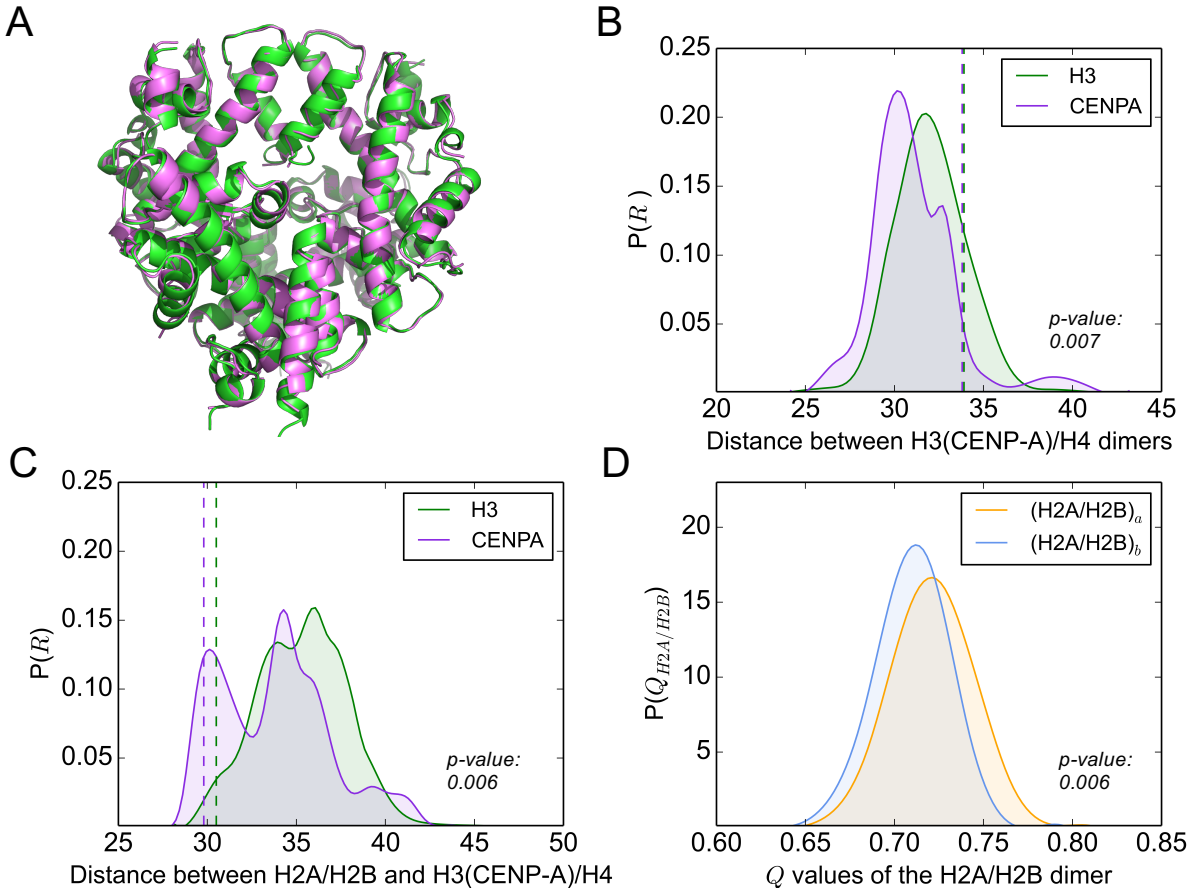 A
B
0.25
0.20
0.15
0.10
0.05
P(R)
H3
CENPA
p-value:
0.007
20 25 30 35 40 45
Distance between H3(CENP-A)/H4 dimers
C
0.25
0.20
0.15
0.10
0.05
P(R)
H3
CENPA
p-value:
0.006
25 30 35 40 45 50
Distance between H2A/H2B and H3(CENP-A)/H4
D
20
15
10
5
P(Q_{H2A/H2B})
(H2A/H2B)_a
(H2A/H2B)_b
p-value:
0.006
0.60 0.65 0.70 0.75 0.80 0.85
Q values of the H2A/H2B dimer